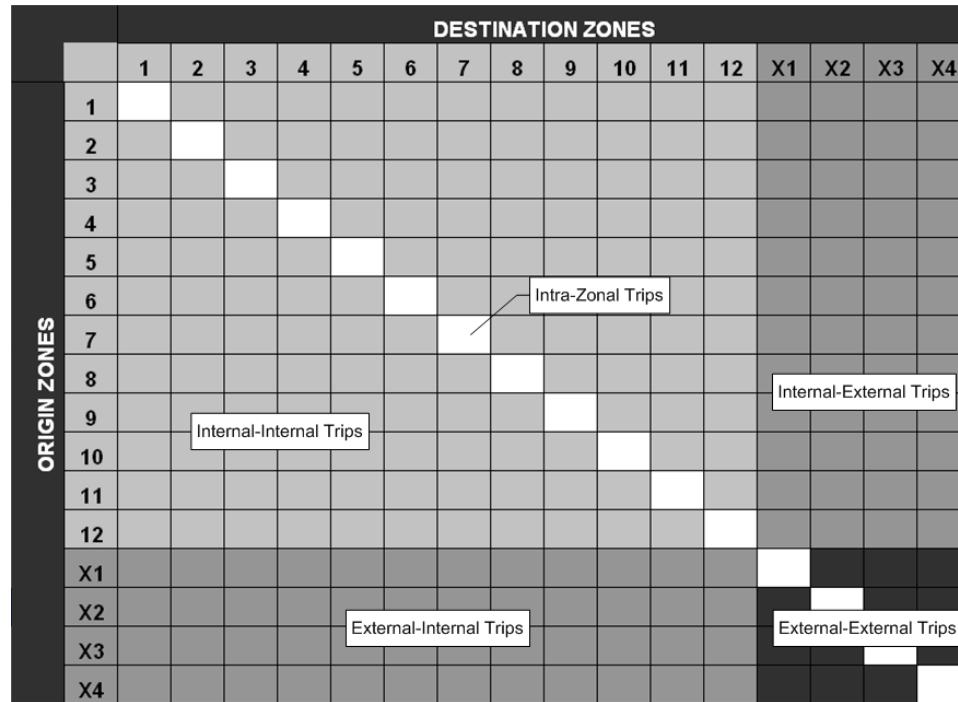 DESTINATION ZONES
1 2 3 4 5 6 7 8 9 10 11 12 X1 X2 X3 X4
ORIGIN ZONES
1
2
3
4
5
6
Intra-Zonal Trips
7
8
Internal-External Trips
9
Internal-Internal Trips
10
11
12
X1
X2
External-Internal Trips
External-External Trips
X3
X4